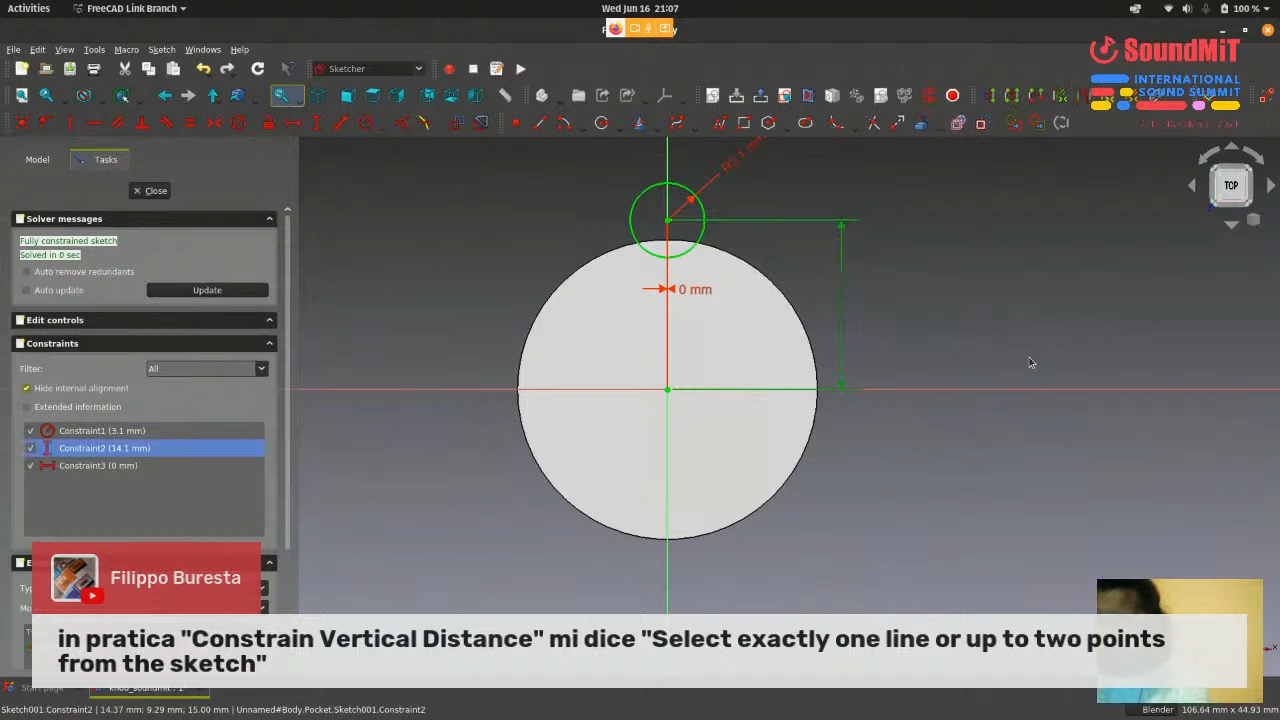 Activities
FreeCAD Link Branch
Wed Jun 16 21:07
100 %
File Edit View Tools Macro Sketch Windows Help
SoundMiT
INTERNATIONAL
SOUND SUMMIT
Sketcher
Model
Tasks
Close
TOP
Solver messages
Fully constrained sketch
Solved in 0 sec
Auto remove redundants
Auto update
Update
0 mm
Edit controls
Constraints
Filter:
All
Hide internal alignment
Extended information
Constraint1 (3.1 mm)
Constraint2 (14.1 mm)
Constraint3 (0 mm)
Filippo Buresta
in pratica "Constrain Vertical Distance" mi dice "Select exactly one line or up to two points
from the sketch"
Start page
knob_soundmit : 1
Sketch001.Constraint2 | 14.37 mm; 9.29 mm; 15.00 mm | Unnamed#Body.Pocket.Sketch001.Constraint2
Blender
106.64 mm x 44.93 mm